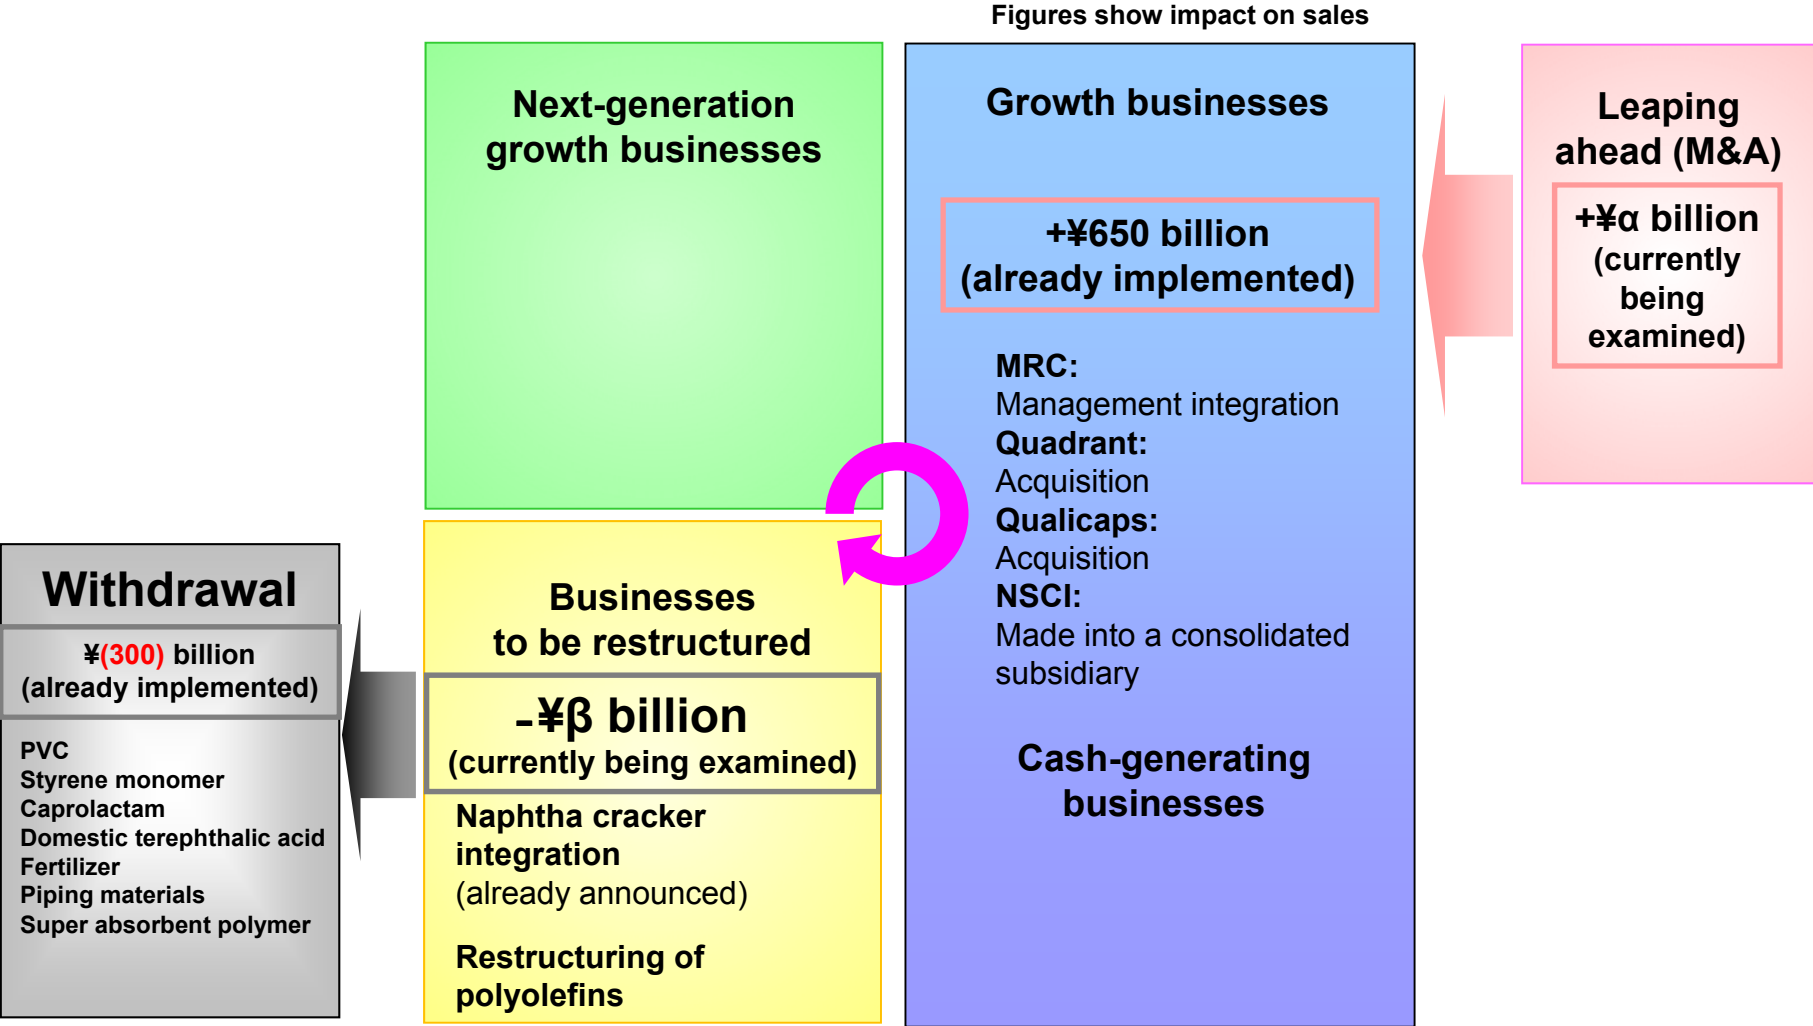 Figures show impact on sales
Next-generation
growth businesses
Growth businesses
+¥650 billion
(already implemented)
MRC:
Management integration
Quadrant:
Acquisition
Qualicaps:
Acquisition
NSCI:
Made into a consolidated
subsidiary
Cash-generating
businesses
Leaping
ahead (M&A)
+¥α billion
(currently
being
examined)
Withdrawal
¥(300) billion
(already implemented)
PVC
Styrene monomer
Caprolactam
Domestic terephthalic acid
Fertilizer
Piping materials
Super absorbent polymer
Businesses
to be restructured
-¥β billion
(currently being examined)
Naphtha cracker
integration
(already announced)
Restructuring of
polyolefins